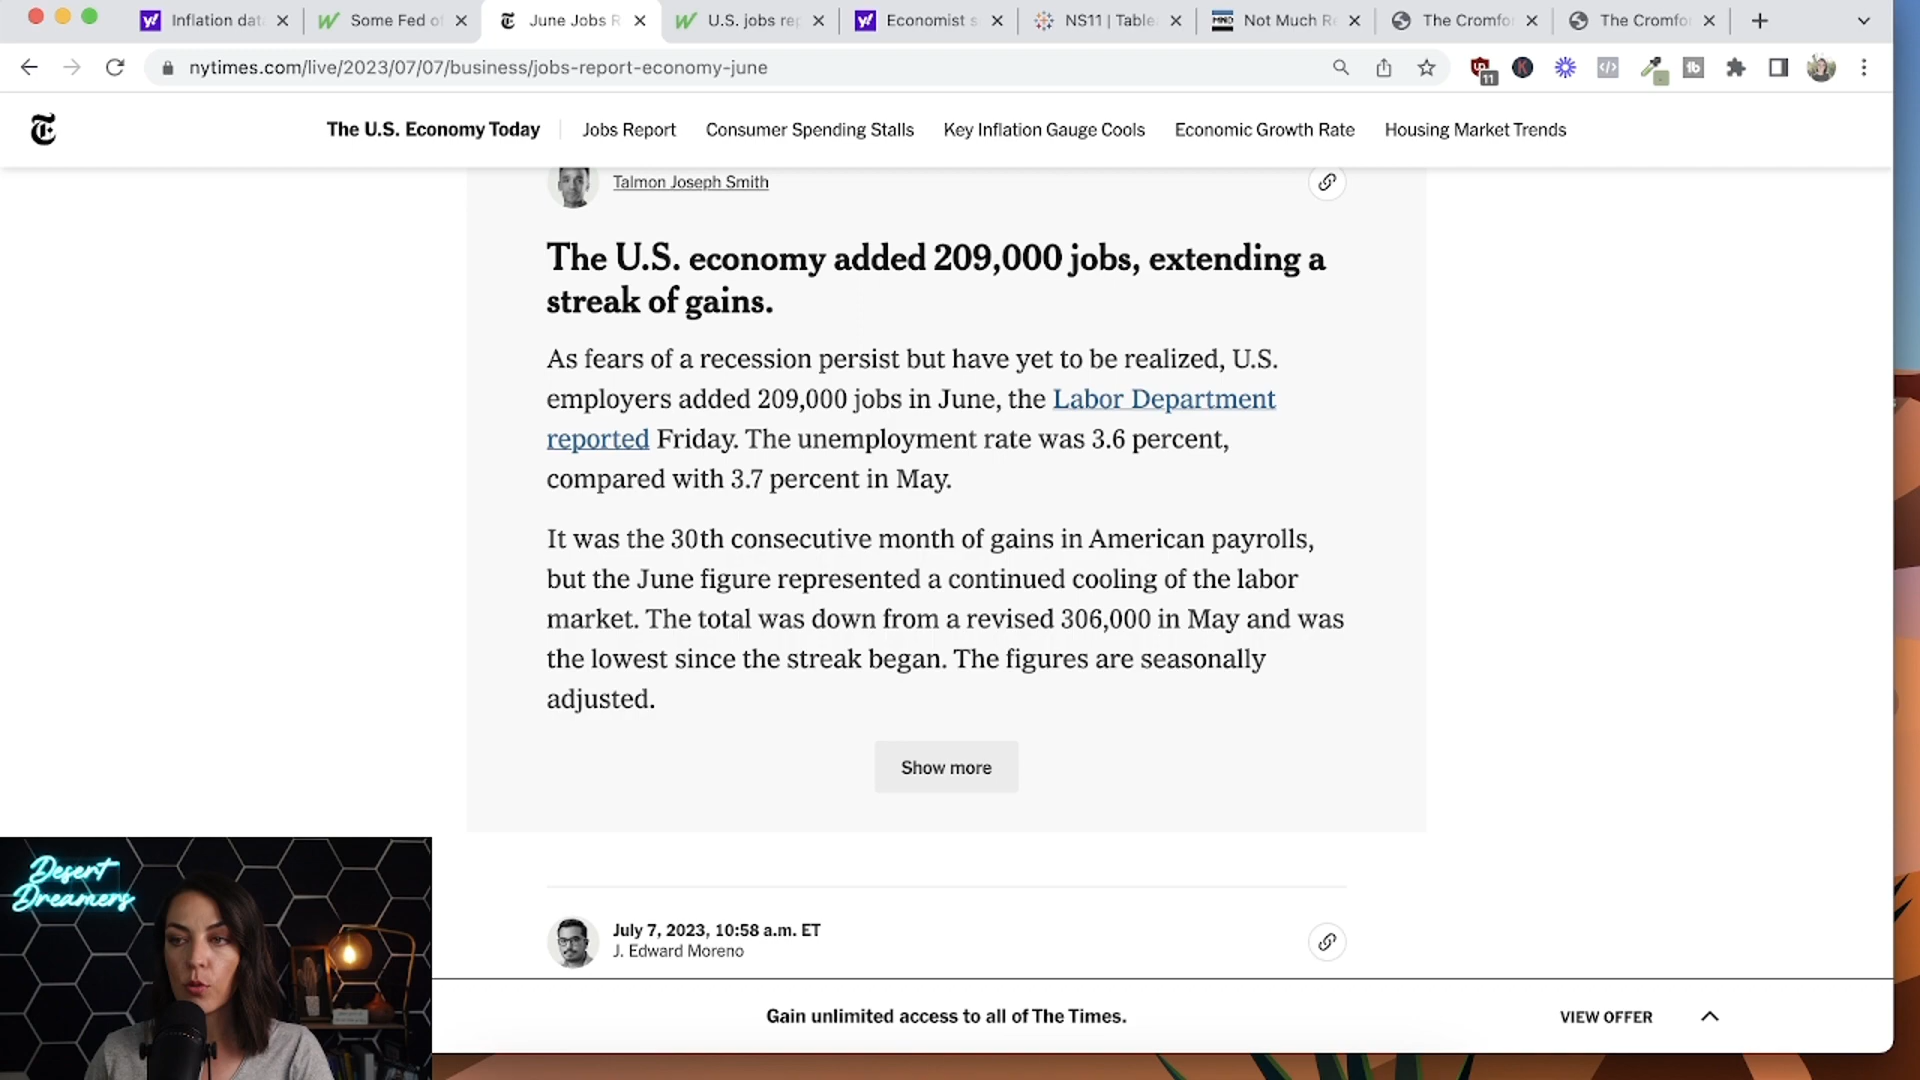 Inflation dat
Some Fed of
June Jobs R
U.S. jobs rep
Economist s
NS11 | Table
Not Much Re
The Cromfo
The Cromfo
nytimes.com/live/2023/07/07/business/jobs-report-economy-june
11
The U.S. Economy Today
Jobs Report
Consumer Spending Stalls
Key Inflation Gauge Cools
Economic Growth Rate
Housing Market Trends
Talmon Joseph Smith
The U.S. economy added 209,000 jobs, extending a
streak of gains.
As fears of a recession persist but have yet to be realized, U.S.
employers added 209,000 jobs in June, the Labor Department
reported Friday. The unemployment rate was 3.6 percent,
compared with 3.7 percent in May.
It was the 30th consecutive month of gains in American payrolls,
but the June figure represented a continued cooling of the labor
market. The total was down from a revised 306,000 in May and was
the lowest since the streak began. The figures are seasonally
adjusted.
Show more
July 7, 2023, 10:58 a.m. ET
J. Edward Moreno
Gain unlimited access to all of The Times.
VIEW OFFER
Desert
Dreamers